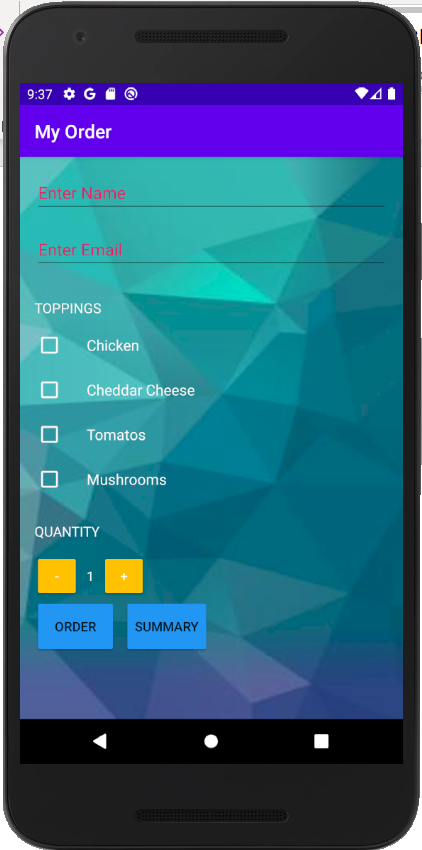 9:37
My Order
Enter Name
Enter Email
TOPPINGS
Chicken
Cheddar Cheese
Tomatos
Mushrooms
QUANTITY
- 1 +
ORDER SUMMARY